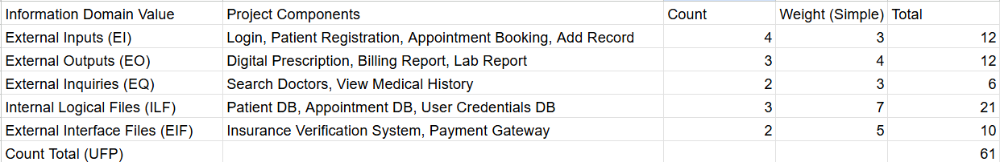 Information Domain Value Project Components Count Weight (Simple) Total
External Inputs (EI) Login, Patient Registration, Appointment Booking, Add Record 4 3 12
External Outputs (EO) Digital Prescription, Billing Report, Lab Report 3 4 12
External Inquiries (EQ) Search Doctors, View Medical History 2 3 6
Internal Logical Files (ILF) Patient DB, Appointment DB, User Credentials DB 3 7 21
External Interface Files (EIF) Insurance Verification System, Payment Gateway 2 5 10
Count Total (UFP) 61